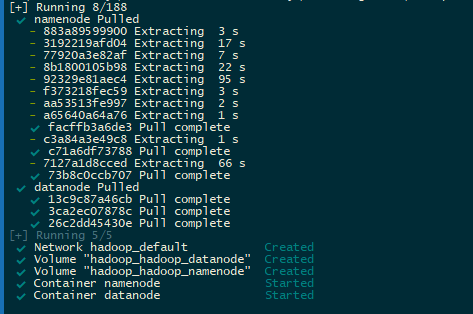 [+] Running 8/188
✓ namenode Pulled
- 883a89599900 Extracting 3 s
- 3192219afd04 Extracting 17 s
- 77920a3e82af Extracting 7 s
- 8b1800105b98 Extracting 22 s
- 92329e81aec4 Extracting 95 s
- f373218fec59 Extracting 3 s
- aa53513fe997 Extracting 2 s
- a65640a64a76 Extracting 1 s
✓ facffb3a6de3 Pull complete
- c3a84a3e49c8 Extracting 1 s
✓ c71a6df73788 Pull complete
- 7127a1d8cced Extracting 66 s
✓ 73b8c0ccb707 Pull complete
✓ datanode Pulled
✓ 13c9c87a46cb Pull complete
✓ 3ca2ec07878c Pull complete
✓ 26c2dd45430e Pull complete
[+] Running 5/5
✓ Network hadoop_default Created
✓ Volume "hadoop_hadoop_datanode" Created
✓ Volume "hadoop_hadoop_namenode" Created
✓ Container namenode Started
✓ Container datanode Started